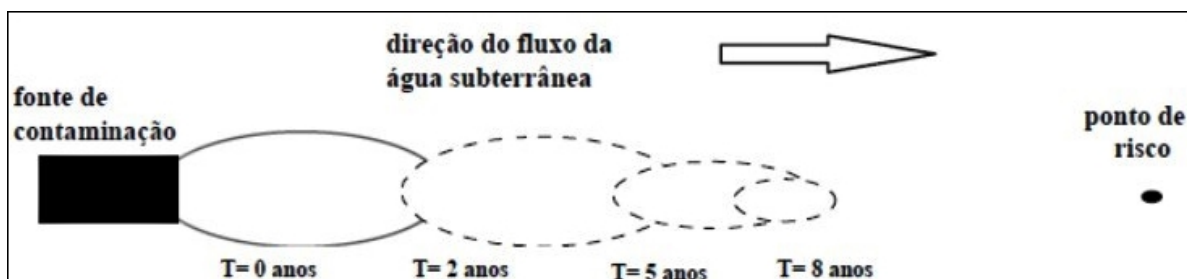 direção do fluxo da
água subterrânea
fonte de
contaminação
ponto de
risco
T= 0 anos
T= 2 anos
T= 5 anos
T= 8 anos